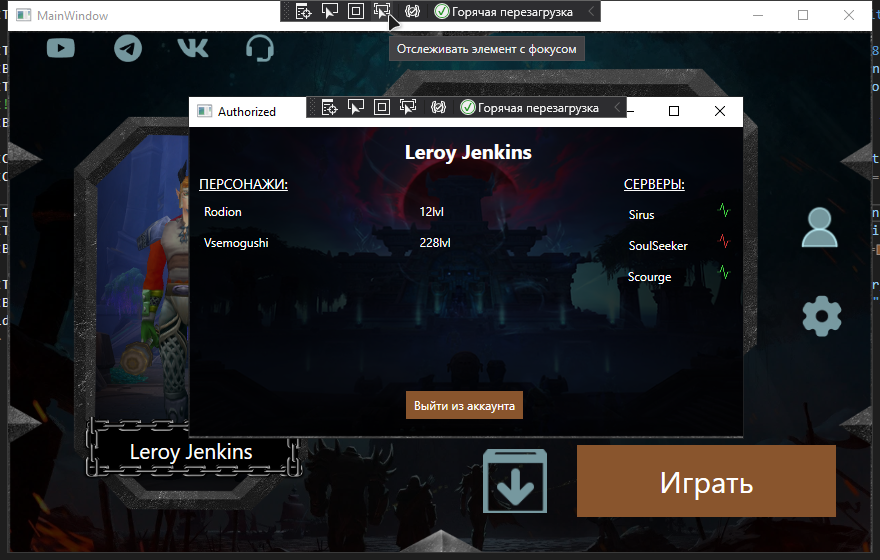 MainWindow
Горячая перезагрузка
Отслеживать элемент с фокусом
Authorized
Горячая перезагрузка
Leroy Jenkins
ПЕРСОНАЖИ:
СЕРВЕРЫ:
Rodion 12lvl
Sirus
Vsemogushi 228lvl
SoulSeeker
Scourge
Выйти из аккаунта
Leroy Jenkins
Играть